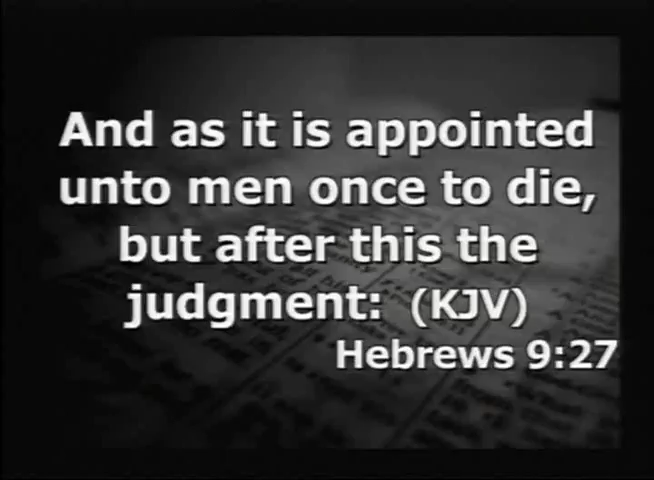 And as it is appointed
unto men once to die,
but after this the
judgment: (KJV)
Hebrews 9:27